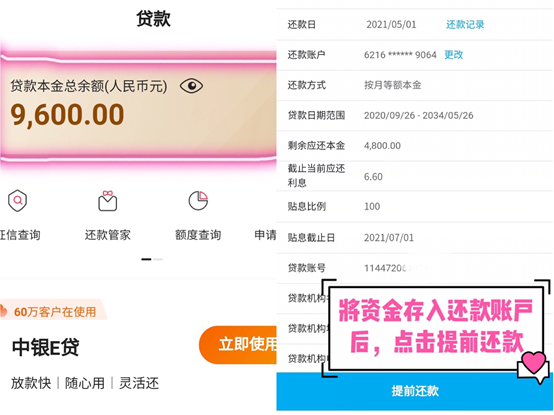 贷款
贷款本金总余额(人民币元)
9,600.00
征信查询 还款管家 额度查询 申请
60万客户在使用
中银E贷
立即使用
放款快｜随心用｜灵活还
还款日 2021/05/01 还款记录
还款账户 6216 ****** 9064 更改
还款方式 按月等额本金
贷款日期范围 2020/09/26 - 2034/05/26
剩余应还本金 4,800.00
截止当前应还
利息 6.60
贴息比例 100
贴息截止日 2021/07/01
贷款账号 11447206
贷款机构
贷款机构
贷款机构
將资金存入还款账户
后，点击提前还款
提前还款